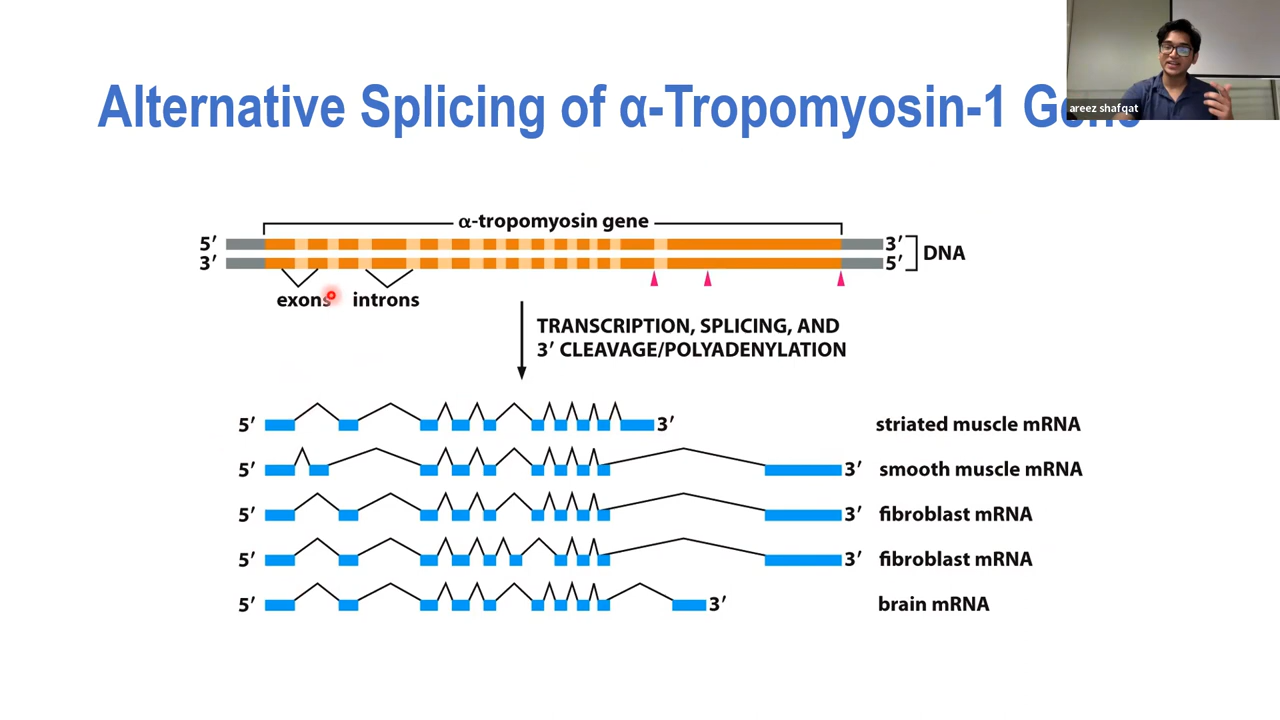 Alternative Splicing of α-Tropomyosin-1 Gene
areez shafqat
α-tropomyosin gene
5′ 3′
3′ 5′
DNA
exons introns
TRANSCRIPTION, SPLICING, AND
3′ CLEAVAGE/POLYADENYLATION
5′ 3′ striated muscle mRNA
5′ 3′ smooth muscle mRNA
5′ 3′ fibroblast mRNA
5′ 3′ fibroblast mRNA
5′ 3′ brain mRNA